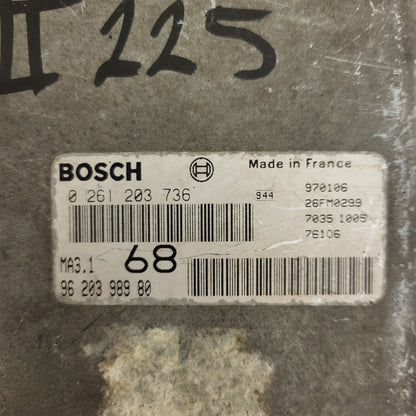 II 225
BOSCH
Made in France
0 261 203 736
944
970106
26FM0299
7035 1005
76106
MA3.1
68
96 203 989 80